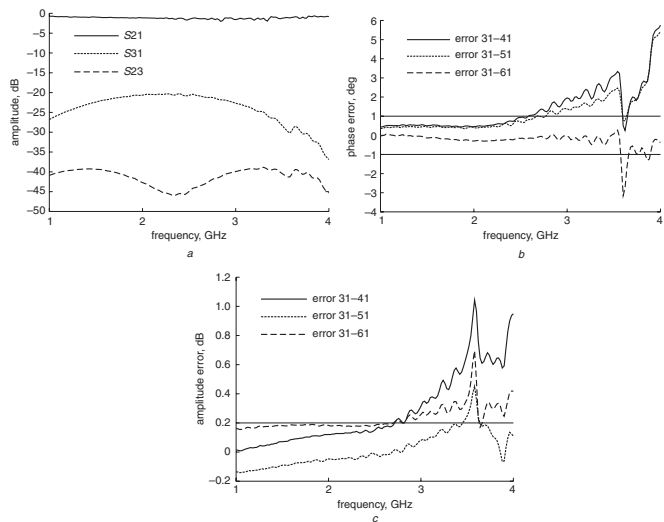 0
−5
−10
−15
−20
−25
−30
−35
−40
−45
−50
amplitude, dB
S21
S31
S23
1 2 3 4
frequency, GHz
a
6
5
4
3
2
1
0
−1
−2
−3
−4
phase error, deg
error 31−41
error 31−51
error 31−61
1 2 3 4
frequency, GHz
b
1.2
1.0
0.8
0.6
0.4
0.2
0
−0.2
amplitude error, dB
error 31−41
error 31−51
error 31−61
1 2 3 4
frequency, GHz
c